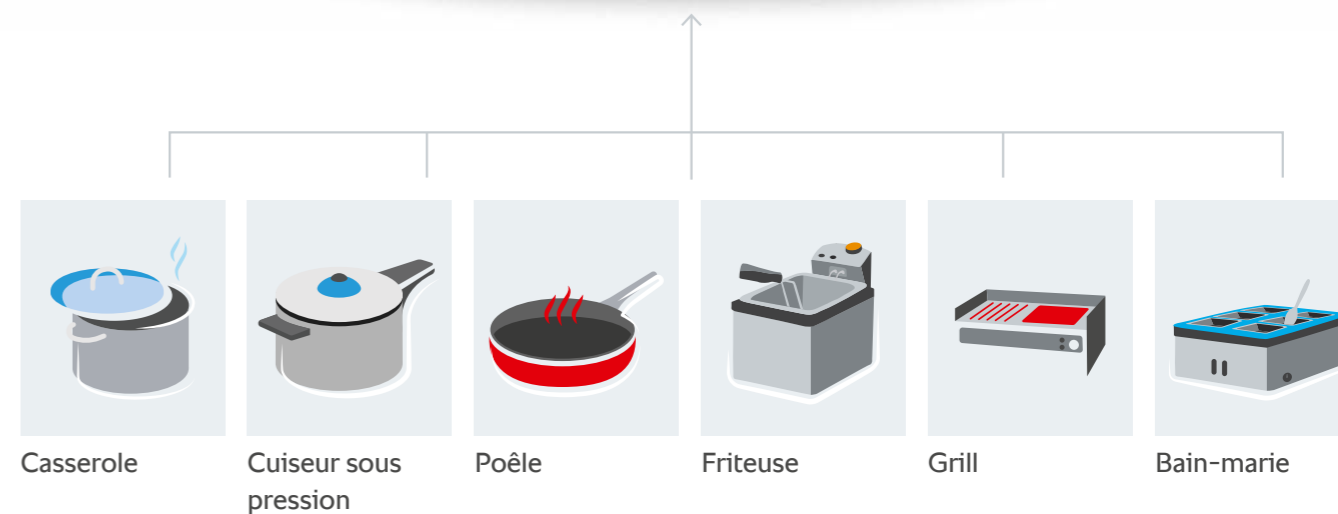 Casserole
Cuiseur sous
pression
Poêle
Friteuse
Grill
Bain-marie